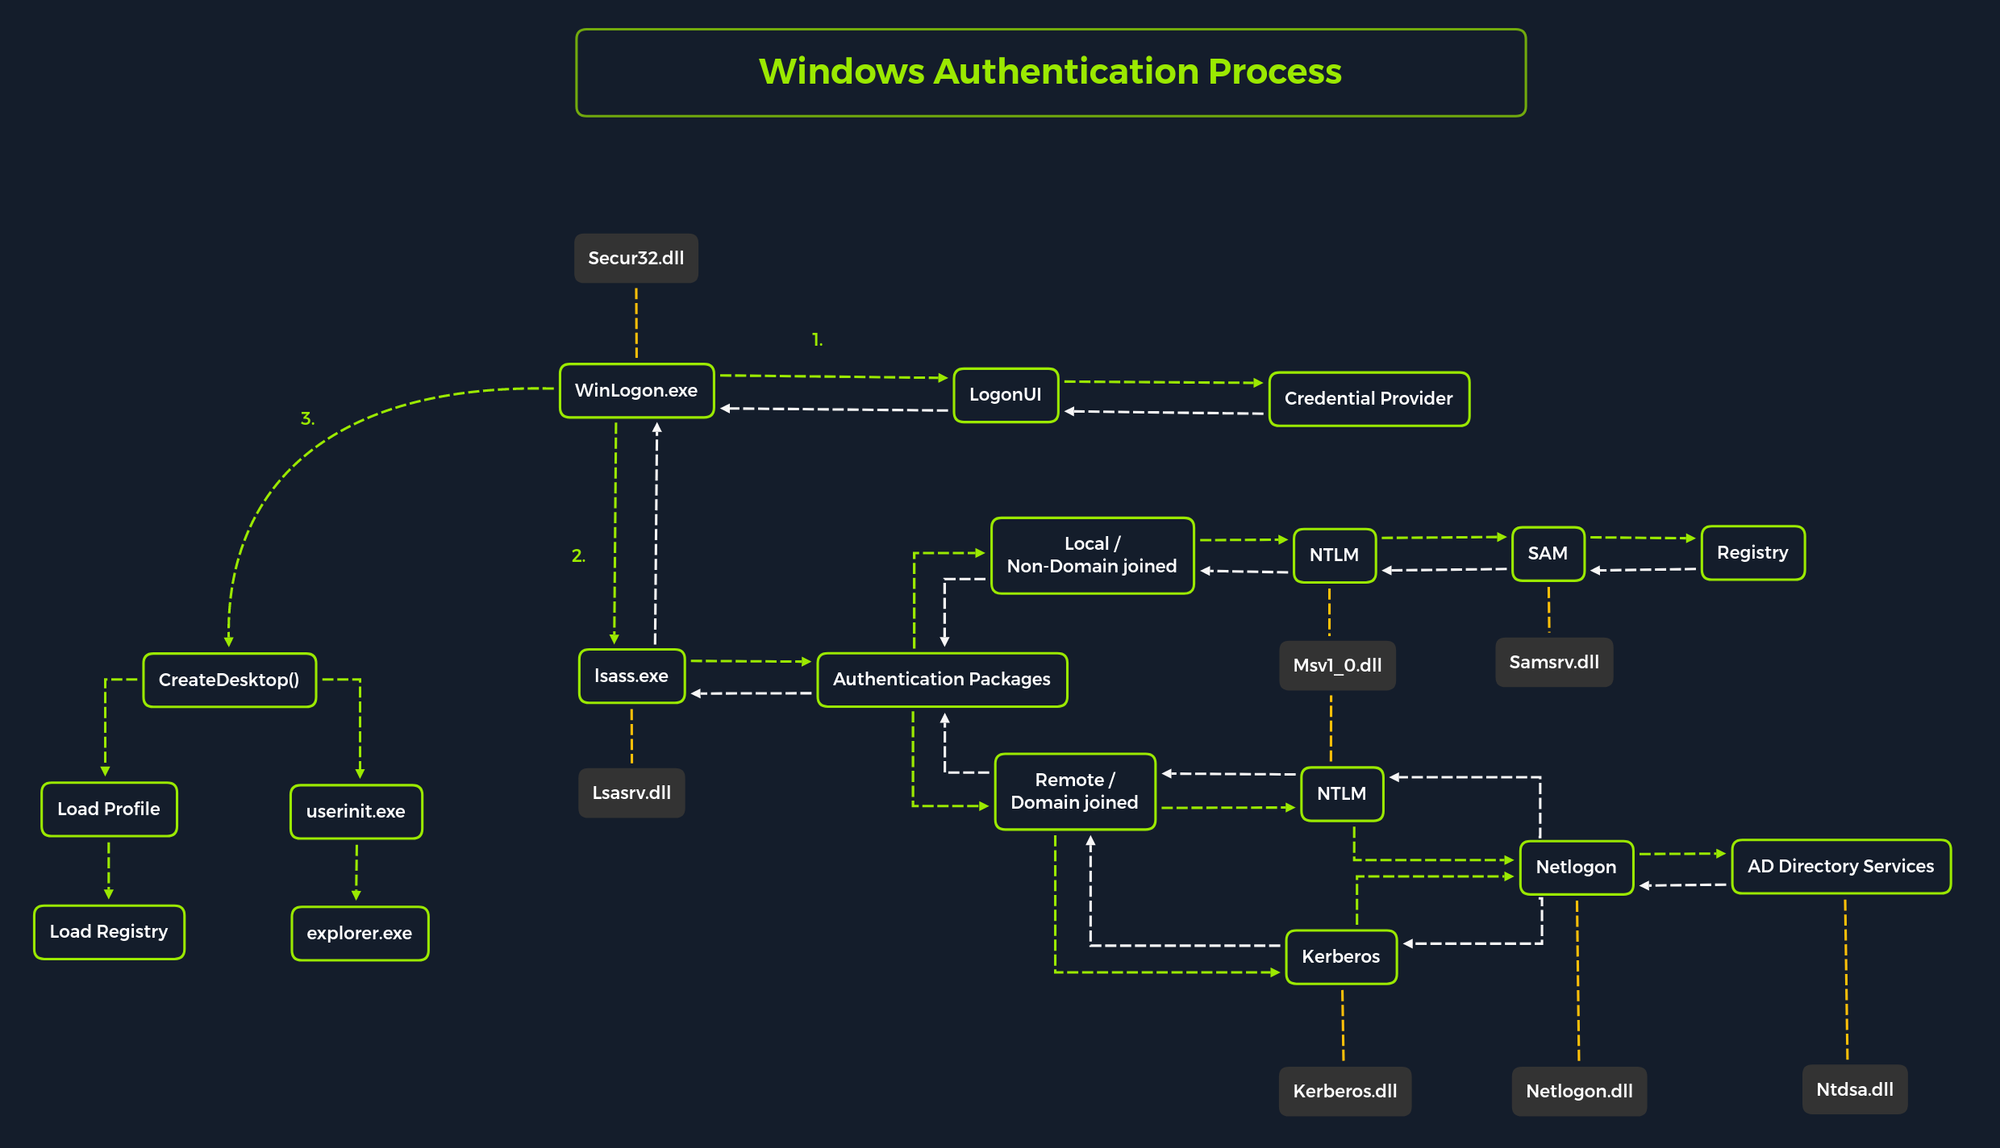 Windows Authentication Process
Secur32.dll
1.
WinLogon.exe
LogonUI
Credential Provider
3.
2.
Local /
Non-Domain joined
NTLM
SAM
Registry
CreateDesktop()
lsass.exe
Authentication Packages
Msv1_0.dll
Samsrv.dll
Load Profile
userinit.exe
Lsasrv.dll
Remote /
Domain joined
NTLM
Netlogon
AD Directory Services
Load Registry
explorer.exe
Kerberos
Kerberos.dll
Netlogon.dll
Ntdsa.dll